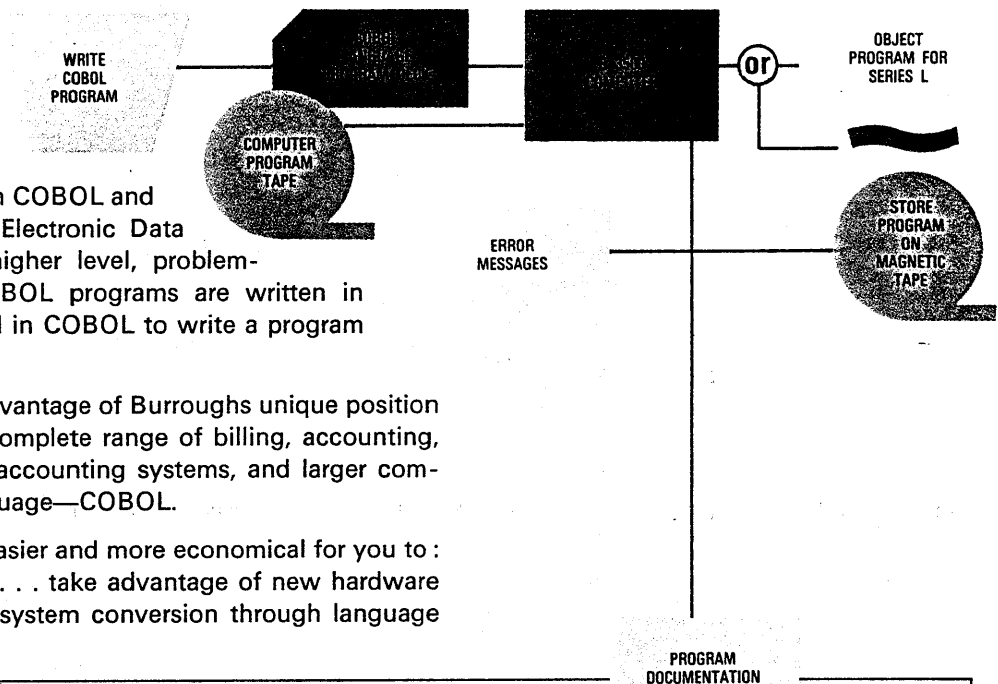 WRITE
COBOL
PROGRAM
or
OBJECT
PROGRAM FOR
SERIES L
COMPUTER
PROGRAM
TAPE
STORE
PROGRAM
ON
MAGNETIC
TAPE
ERROR
MESSAGES
COBOL and
Electronic Data
igher level, problem-
BOL programs are written in
in COBOL to write a program
vantage of Burroughs unique position
omplete range of billing, accounting,
accounting systems, and larger com-
uage—COBOL.
asier and more economical for you to :
. . . take advantage of new hardware
system conversion through language
PROGRAM
DOCUMENTATION